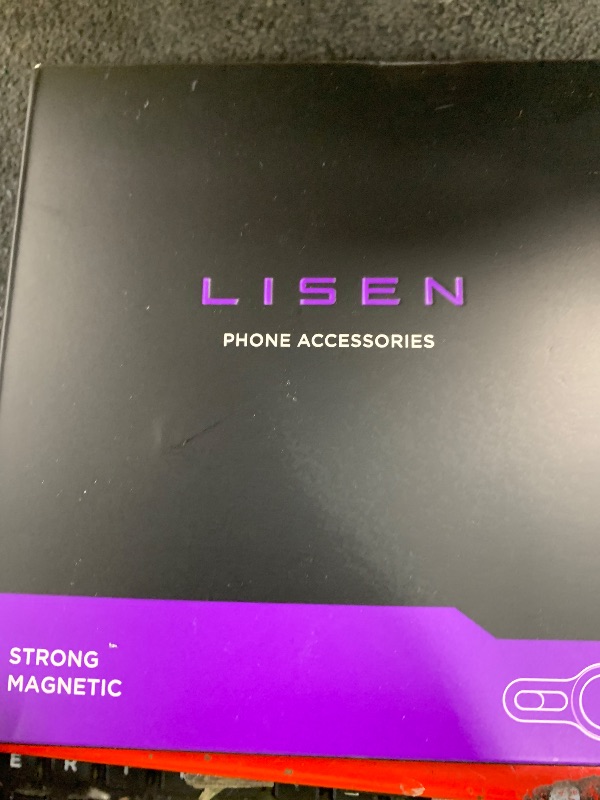 LISEN
PHONE ACCESSORIES
STRONG
MAGNETIC
E R